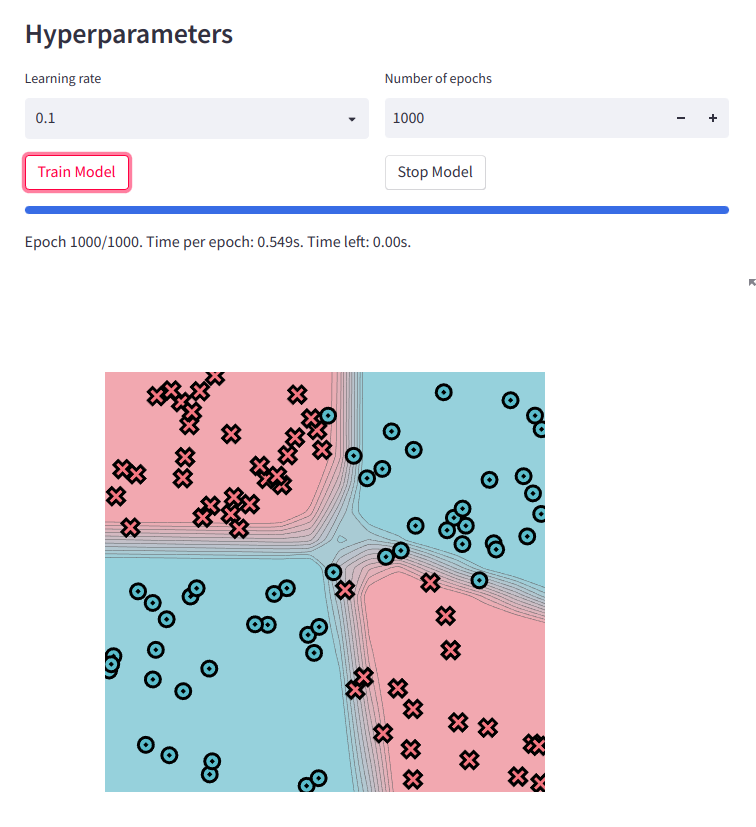 Hyperparameters
Learning rate
Number of epochs
0.1
1000
Train Model
Stop Model
Epoch 1000/1000. Time per epoch: 0.549s. Time left: 0.00s.